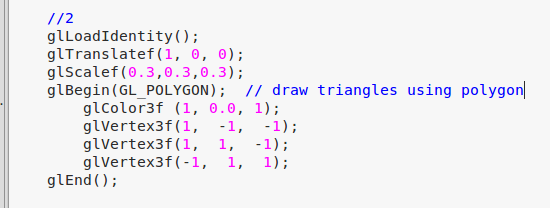 //2
glLoadIdentity();
glTranslatef(1, 0, 0);
glScalef(0.3,0.3,0.3);
glBegin(GL_POLYGON);  // draw triangles using polygon
    glColor3f (1, 0.0, 1);
    glVertex3f(1,  -1,  -1);
    glVertex3f(1,  1,  -1);
    glVertex3f(-1,  1,  1);
glEnd();